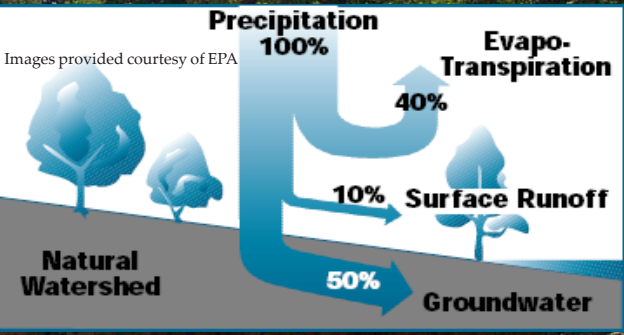 Precipitation
100%
Images provided courtesy of EPA
Evapo-
Transpiration
40%
10%
Surface Runoff
Natural
Watershed
50%
Groundwater